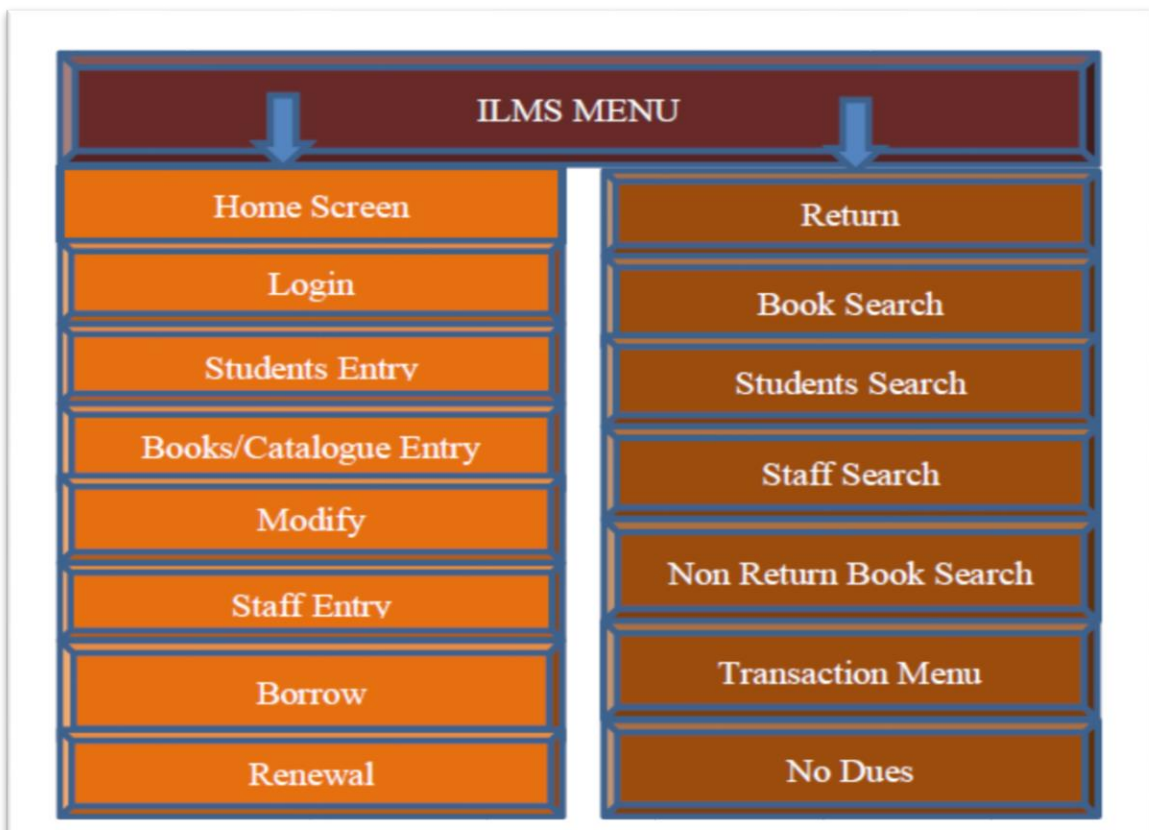 ILMS MENU
Home Screen
Login
Students Entry
Books/Catalogue Entry
Modify
Staff Entry
Borrow
Renewal
Return
Book Search
Students Search
Staff Search
Non Return Book Search
Transaction Menu
No Dues